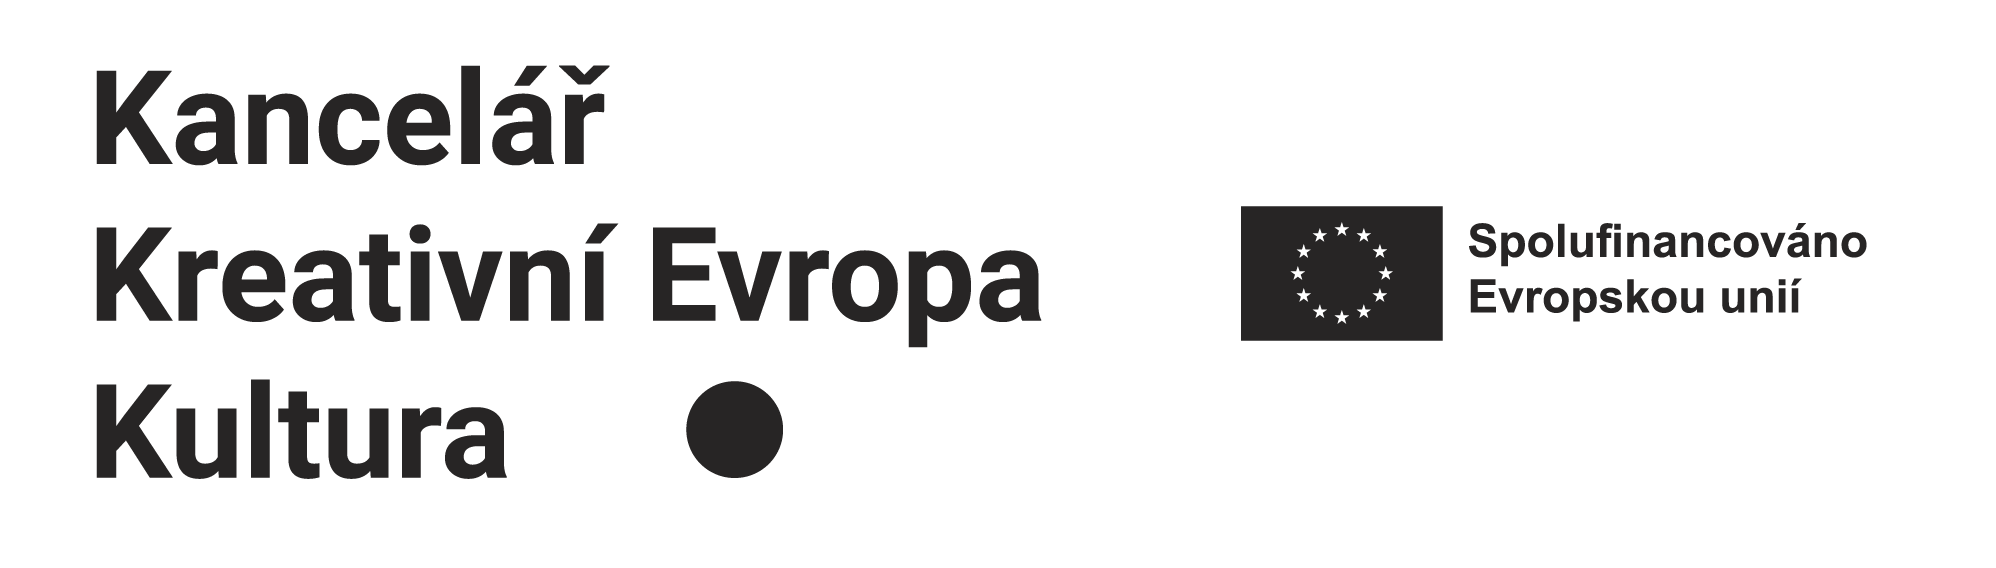 Kancelář
Kreativní Evropa
Kultura
Spolufinancováno
Evropskou unií